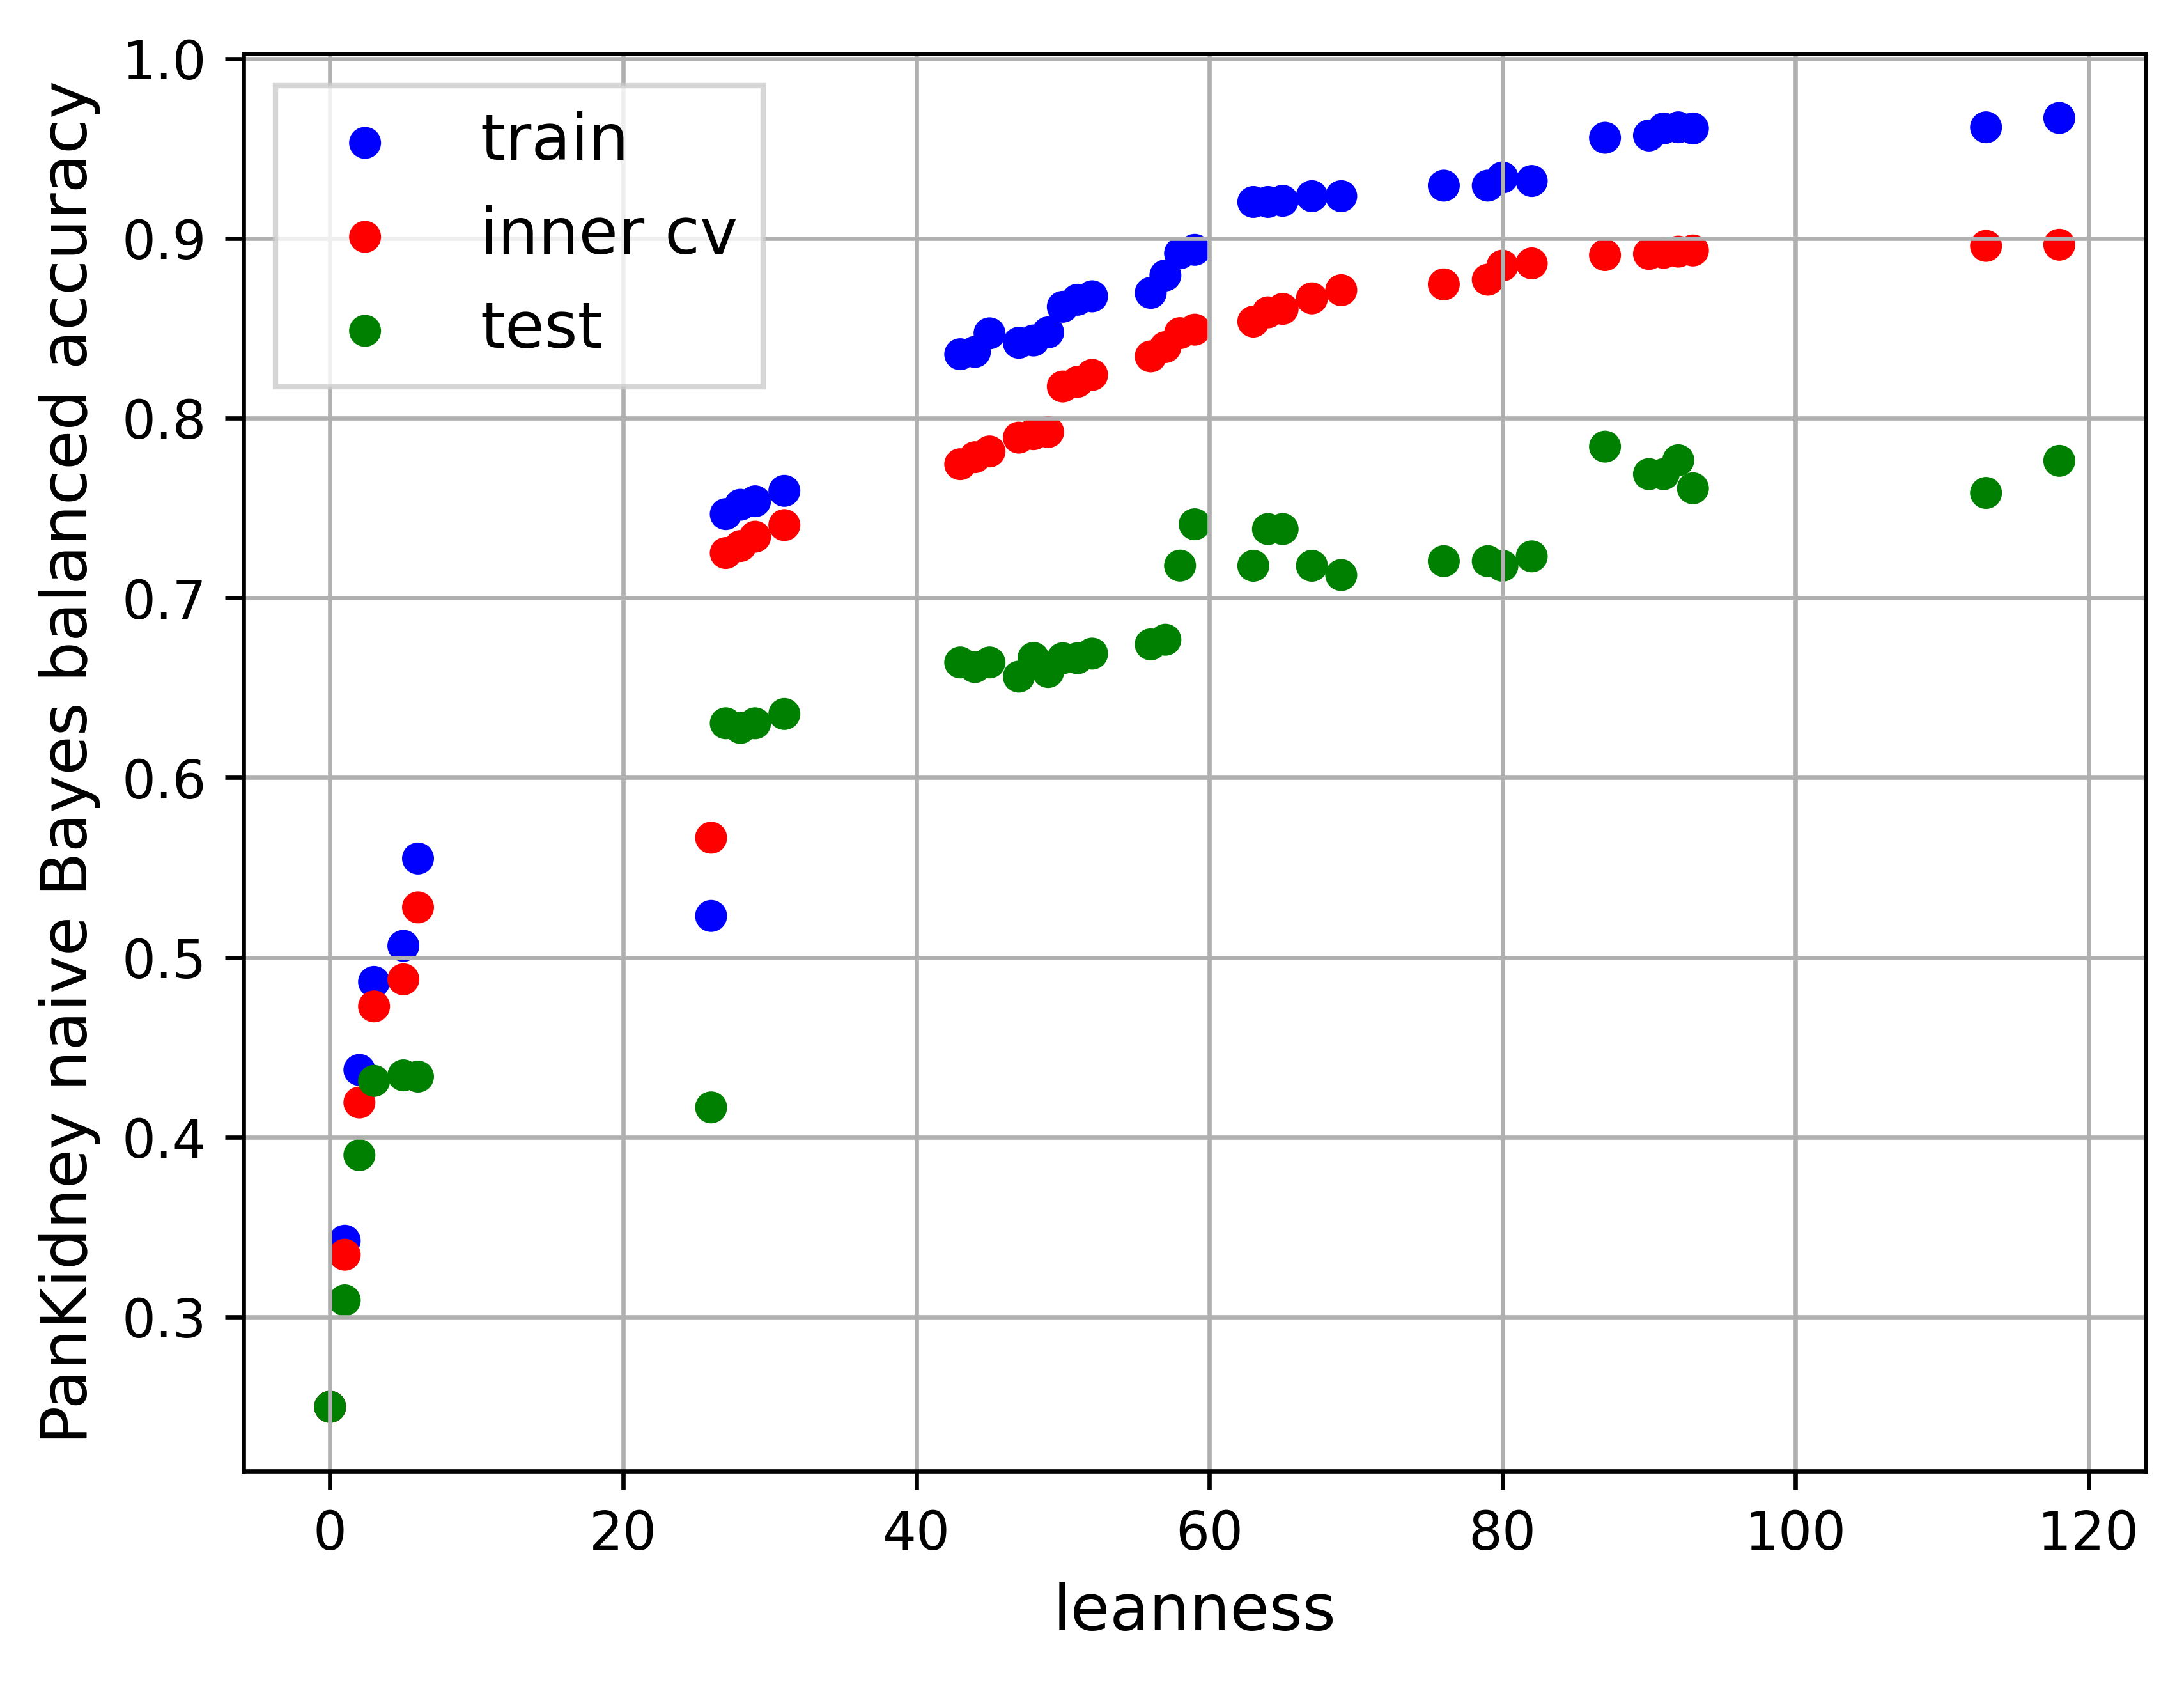 PanKidney naive Bayes balanced accuracy
1.0
0.9
0.8
0.7
0.6
0.5
0.4
0.3
train
inner cv
test
0 20 40 60 80 100 120
leanness